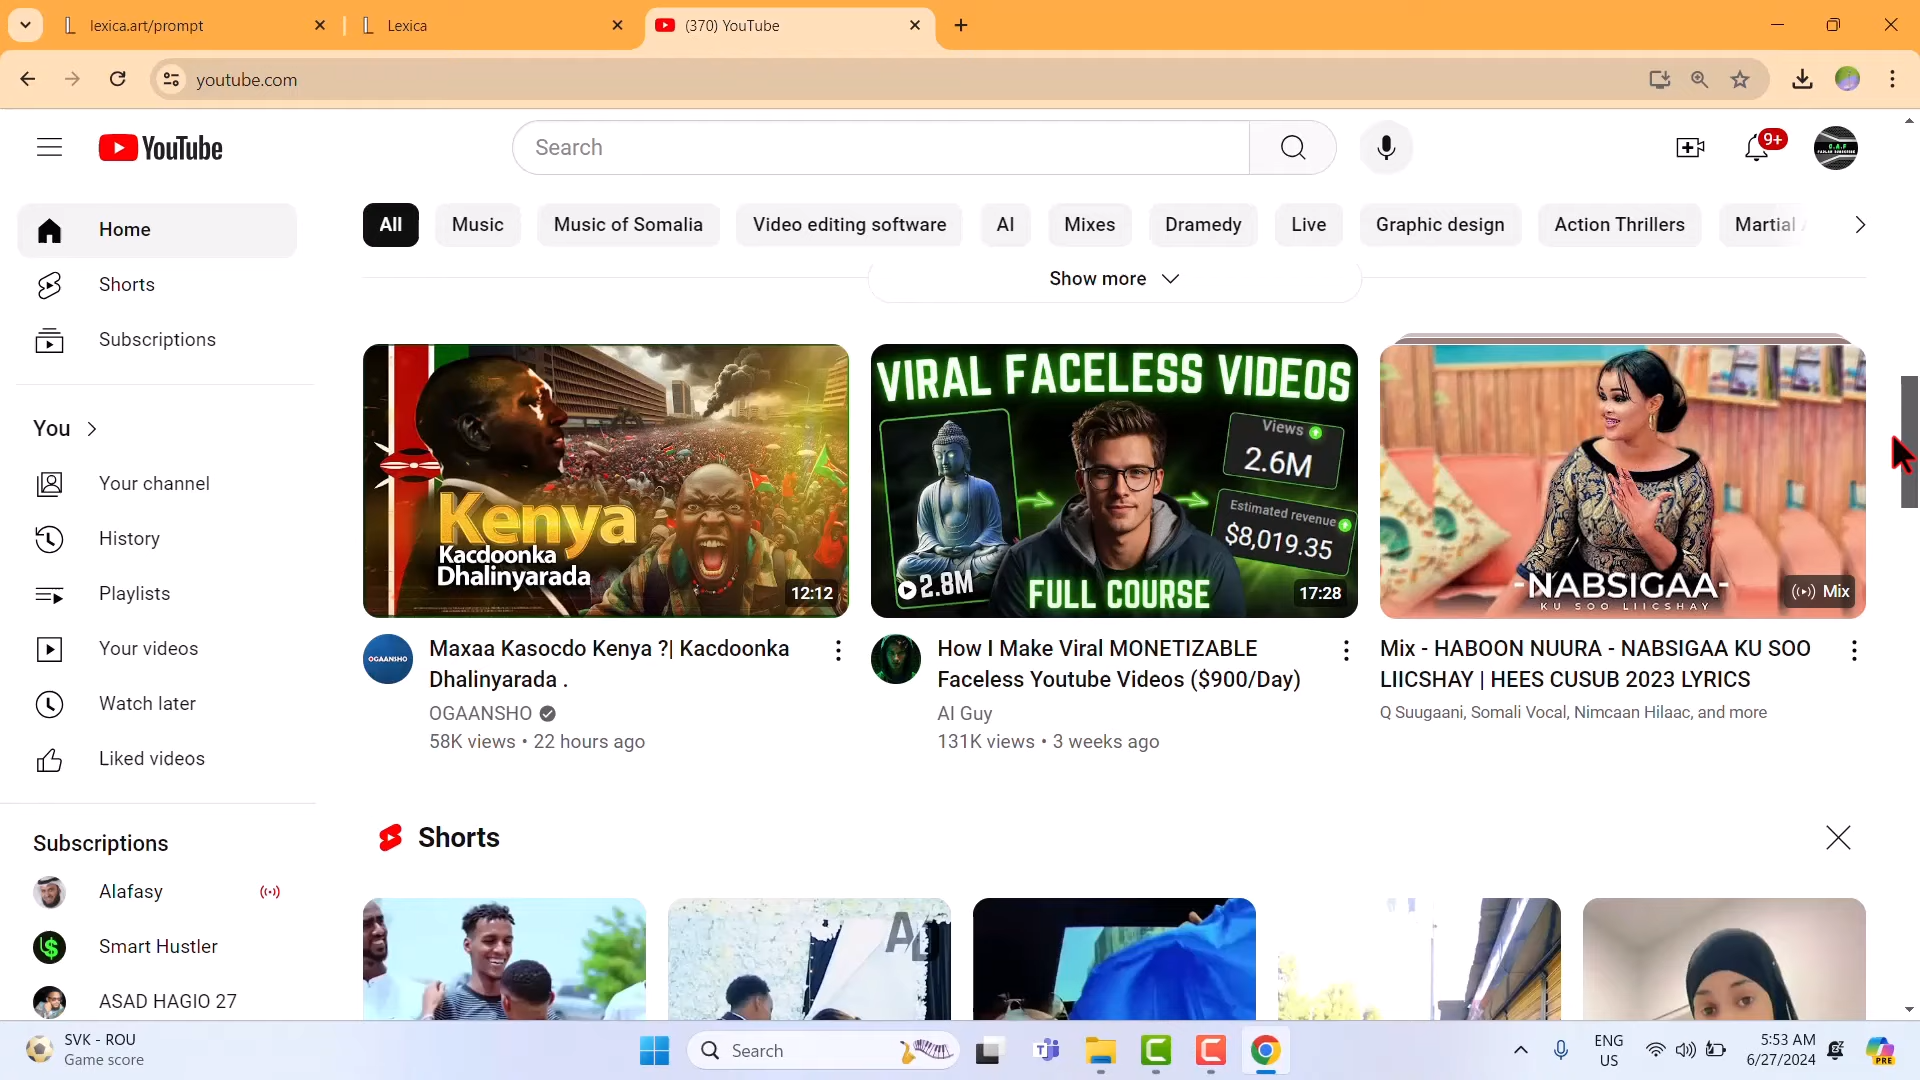 lexica.art/prompt
Lexica
(370) YouTube
youtube.com
YouTube
Search
9+
Home
Shorts
Subscriptions
You
Your channel
History
Playlists
Your videos
Watch later
Liked videos
Subscriptions
Alafasy
Smart Hustler
ASAD HAGIO 27
All
Music
Music of Somalia
Video editing software
AI
Mixes
Dramedy
Live
Graphic design
Action Thrillers
Martial
Show more
Kenya
Kacdoonka
Dhalinyarada
12:12
Maxaa Kasocdo Kenya ?| Kacdoonka
Dhalinyarada .
OGAANSHO
OGAANSHO
58K views • 22 hours ago
VIRAL FACELESS VIDEOS
Views
2.6M
Estimated revenue
$8,019.35
2.8M
FULL COURSE
17:28
How I Make Viral MONETIZABLE
Faceless Youtube Videos ($900/Day)
AI Guy
131K views • 3 weeks ago
-NABSIGAA-
KU SOO LIICSHAY
Mix
Mix - HABOON NUURA - NABSIGAA KU SOO
LIICSHAY | HEES CUSUB 2023 LYRICS
Q Suugaani, Somali Vocal, Nimcaan Hilaac, and more
Shorts
SVK - ROU
Game score
Search
ENG
US
5:53 AM
6/27/2024
PRE